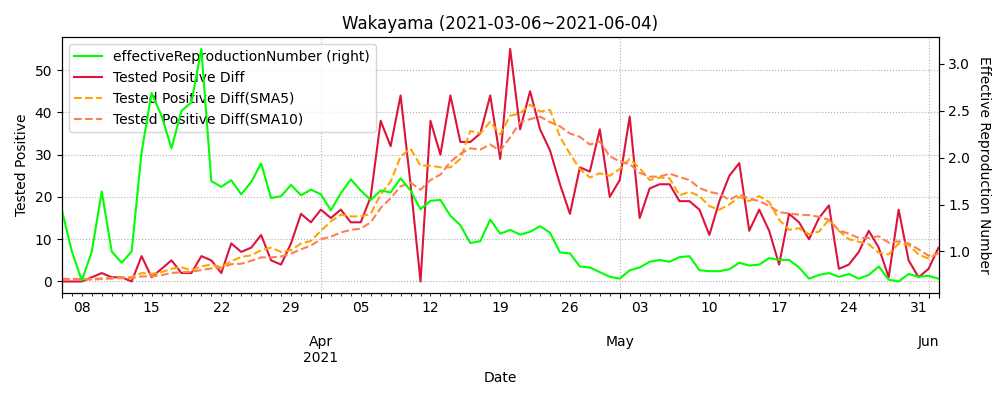 Wakayama (2021-03-06~2021-06-04)
effectiveReproductionNumber (right)
Tested Positive Diff
Tested Positive Diff(SMA5)
Tested Positive Diff(SMA10)
Tested Positive
50
40
30
20
10
0
3.0
2.5
2.0
1.5
1.0
Effective Reproduction Number
08 15 22 29 05 12 19 26 03 10 17 24 31
Apr May Jun
2021
Date